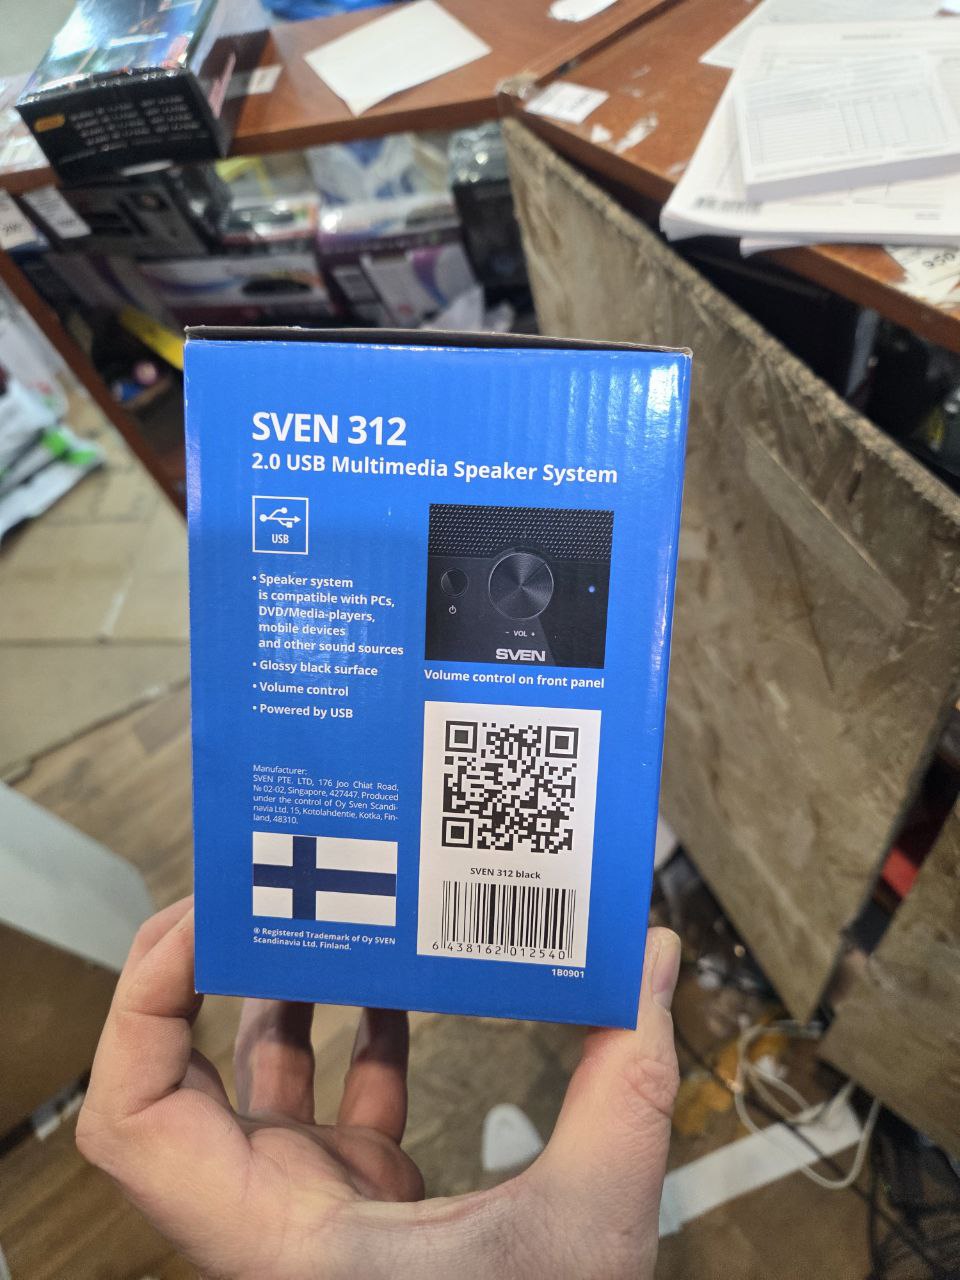 SVEN 312
2.0 USB Multimedia Speaker System
USB
• Speaker system
is compatible with PCs,
DVD/Media-players,
mobile devices
and other sound sources
• Glossy black surface
• Volume control
• Powered by USB
- VOL +
SVEN
Volume control on front panel
Manufacturer:
SVEN PTE. LTD, 176 Joo Chiat Road,
№ 02-02, Singapore, 427447. Produced
under the control of Oy Sven Scandi-
navia Ltd. 15, Kotolahdentie, Kotka, Fin-
land, 48310.
® Registered Trademark of Oy SVEN
Scandinavia Ltd. Finland.
SVEN 312 black
6 438162 012540
1B0901
950